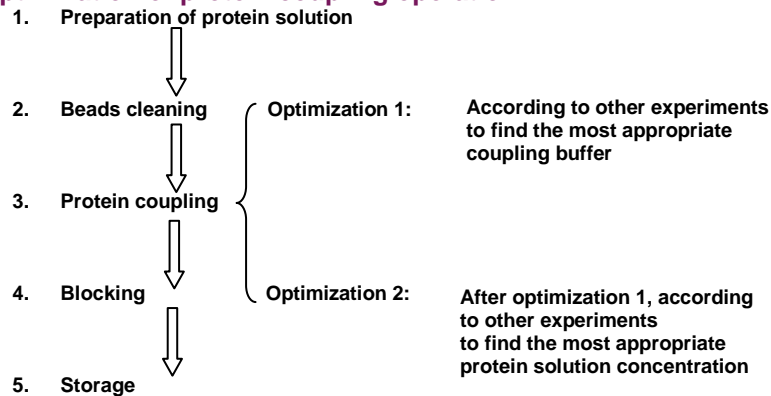 1. Preparation of protein solution
2. Beads cleaning
Optimization 1:
According to other experiments
to find the most appropriate
coupling buffer
3. Protein coupling
4. Blocking
Optimization 2:
After optimization 1, according
to other experiments
to find the most appropriate
protein solution concentration
5. Storage